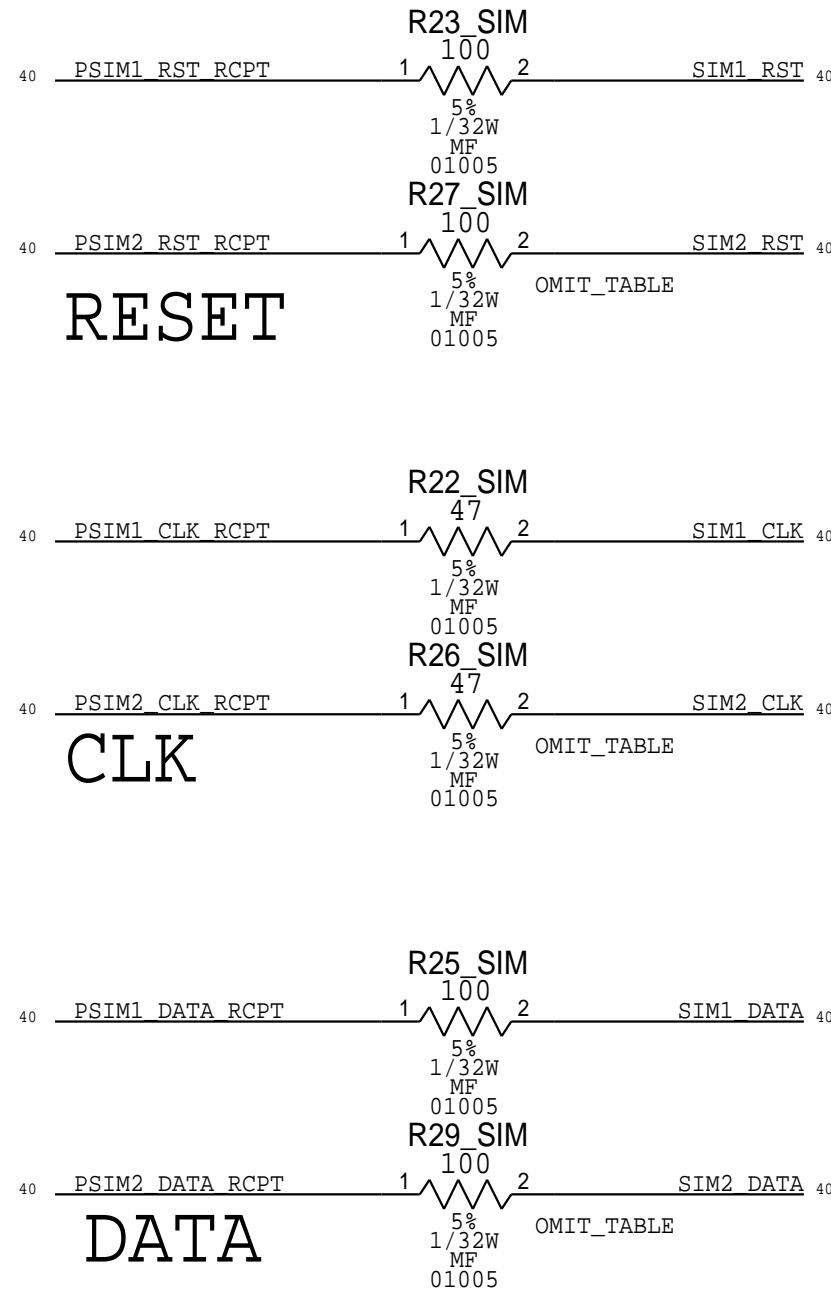 R23_SIM
100
40 PSIM1_RST_RCPT 1 2 SIM1_RST 40
5%
1/32W
MF
01005
R27_SIM
100
40 PSIM2_RST_RCPT 1 2 SIM2_RST 40
5% OMIT_TABLE
1/32W
MF
01005
RESET
R22_SIM
47
40 PSIM1_CLK_RCPT 1 2 SIM1_CLK 40
5%
1/32W
MF
01005
R26_SIM
47
40 PSIM2_CLK_RCPT 1 2 SIM2_CLK 40
5% OMIT_TABLE
1/32W
MF
01005
CLK
R25_SIM
100
40 PSIM1_DATA_RCPT 1 2 SIM1_DATA 40
5%
1/32W
MF
01005
R29_SIM
100
40 PSIM2_DATA_RCPT 1 2 SIM2_DATA 40
5% OMIT_TABLE
1/32W
MF
01005
DATA